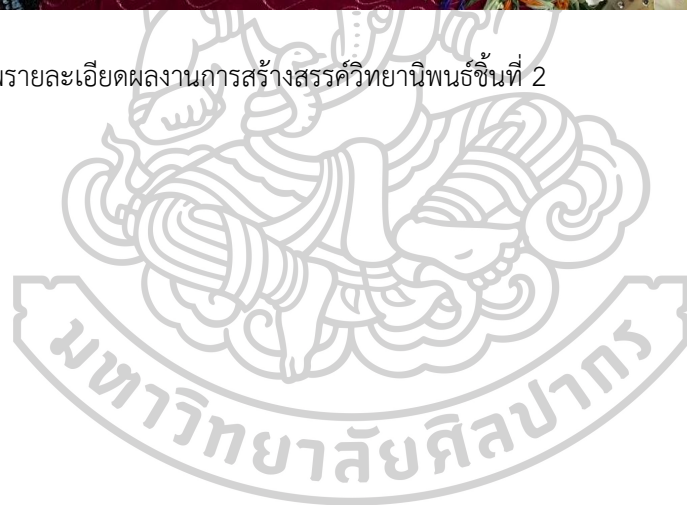 รายละเอียดผลงานการสร้างสรรค์วิทยานิพนธ์ชิ้นที่ 2
มหาวิทยาลัยศิลปากร